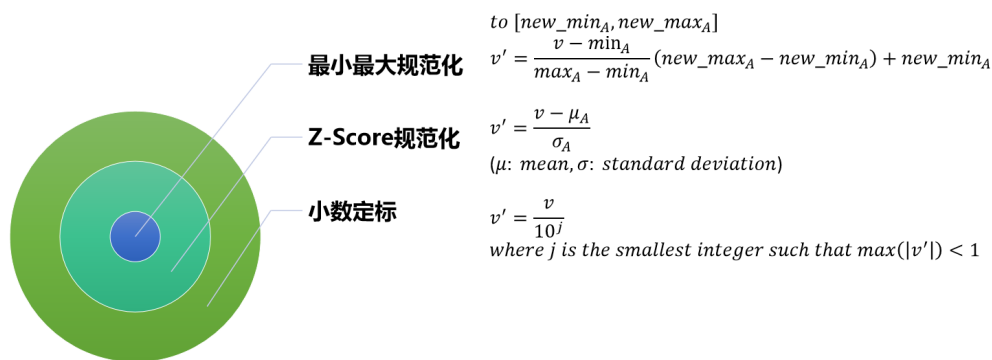 最小最大规范化
to [new_min_A, new_max_A]
v′ = (v − min_A)/(max_A − min_A) (new_max_A − new_min_A) + new_min_A
Z-Score规范化
v′ = (v − μ_A)/σ_A
(μ: mean, σ: standard deviation)
小数定标
v′ = v/10^j
where j is the smallest integer such that max(|v′|) < 1